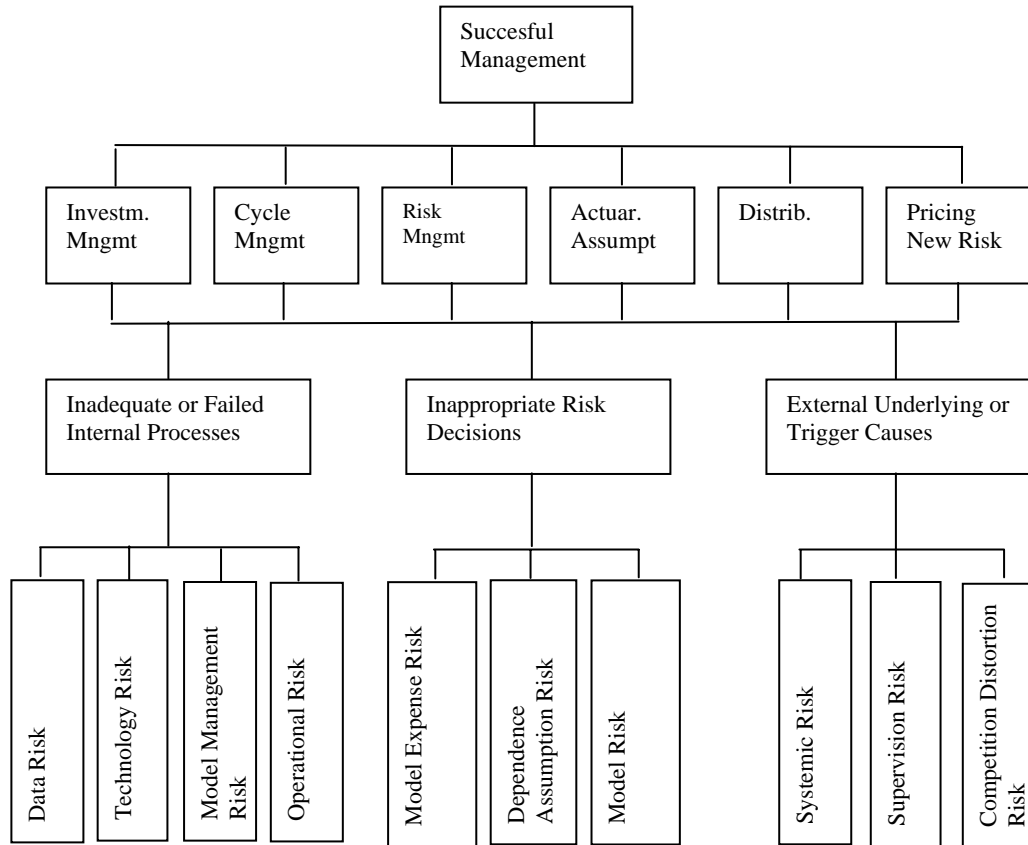 Succesful
Management
Investm.
Mngmt
Cycle
Mngmt
Risk
Mngmt
Actuar.
Assumpt
Distrib.
Pricing
New Risk
Inadequate or Failed
Internal Processes
Inappropriate Risk
Decisions
External Underlying or
Trigger Causes
Data Risk
Technology Risk
Model Management
Risk
Operational Risk
Model Expense Risk
Dependence
Assumption Risk
Model Risk
Systemic Risk
Supervision Risk
Competition Distortion
Risk